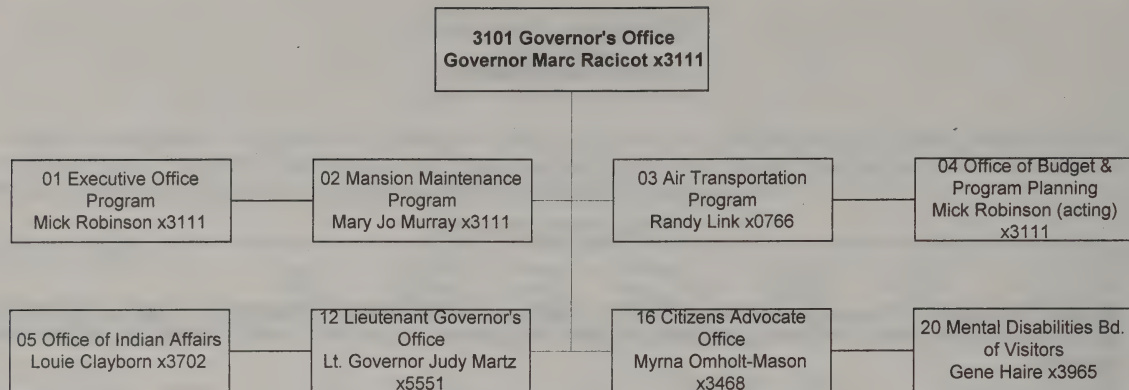 3101 Governor's Office
Governor Marc Racicot x3111
01 Executive Office
Program
Mick Robinson x3111
02 Mansion Maintenance
Program
Mary Jo Murray x3111
03 Air Transportation
Program
Randy Link x0766
04 Office of Budget &
Program Planning
Mick Robinson (acting)
x3111
05 Office of Indian Affairs
Louie Clayborn x3702
12 Lieutenant Governor's
Office
Lt. Governor Judy Martz
x5551
16 Citizens Advocate
Office
Myrna Omholt-Mason
x3468
20 Mental Disabilities Bd.
of Visitors
Gene Haire x3965